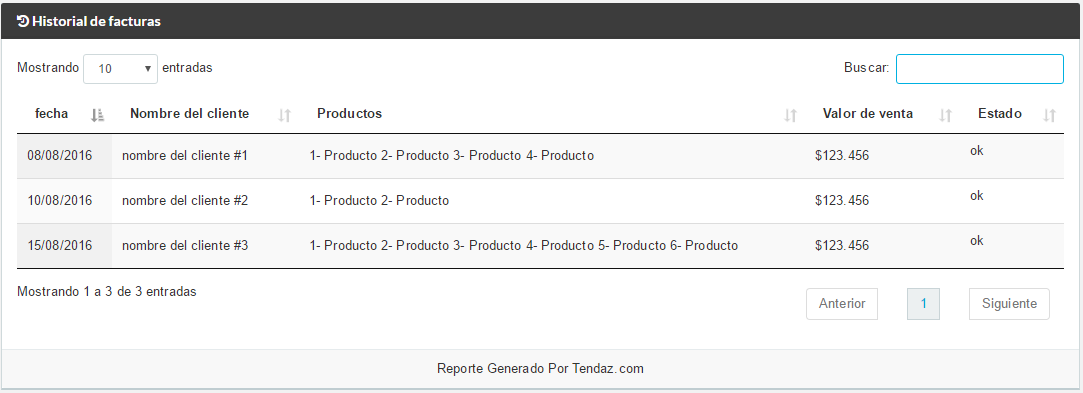 Historial de facturas
Mostrando 10 entradas Buscar:
fecha Nombre del cliente Productos Valor de venta Estado
08/08/2016 nombre del cliente #1 1- Producto 2- Producto 3- Producto 4- Producto $123.456 ok
10/08/2016 nombre del cliente #2 1- Producto 2- Producto $123.456 ok
15/08/2016 nombre del cliente #3 1- Producto 2- Producto 3- Producto 4- Producto 5- Producto 6- Producto $123.456 ok
Mostrando 1 a 3 de 3 entradas
Anterior 1 Siguiente
Reporte Generado Por Tendaz.com